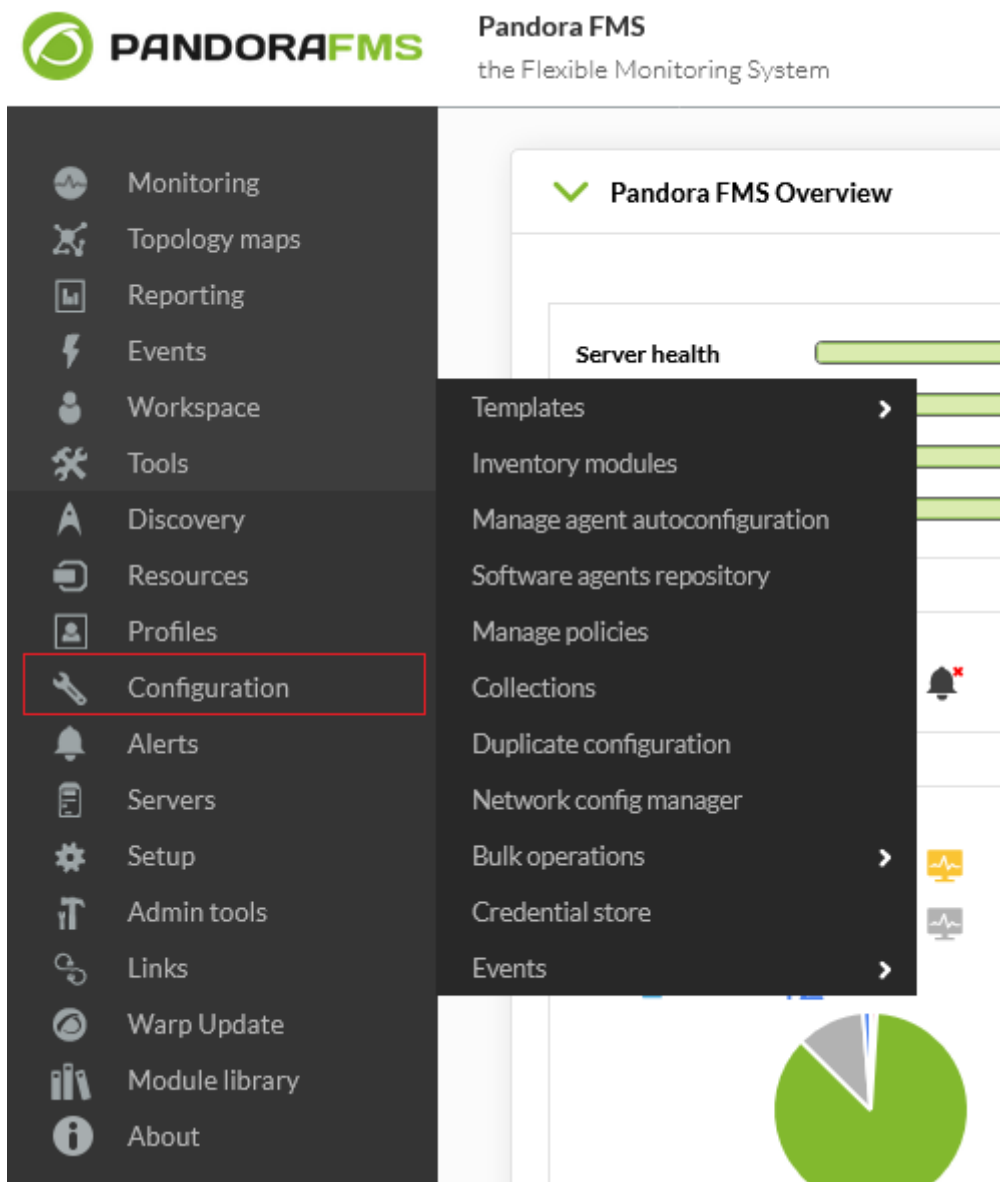 PANDORAFMS
Pandora FMS
the Flexible Monitoring System
Monitoring
Topology maps
Reporting
Events
Workspace
Tools
Discovery
Resources
Profiles
Configuration
Alerts
Servers
Setup
Admin tools
Links
Warp Update
Module library
About
Templates
Inventory modules
Manage agent autoconfiguration
Software agents repository
Manage policies
Collections
Duplicate configuration
Network config manager
Bulk operations
Credential store
Events
Pandora FMS Overview
Server health